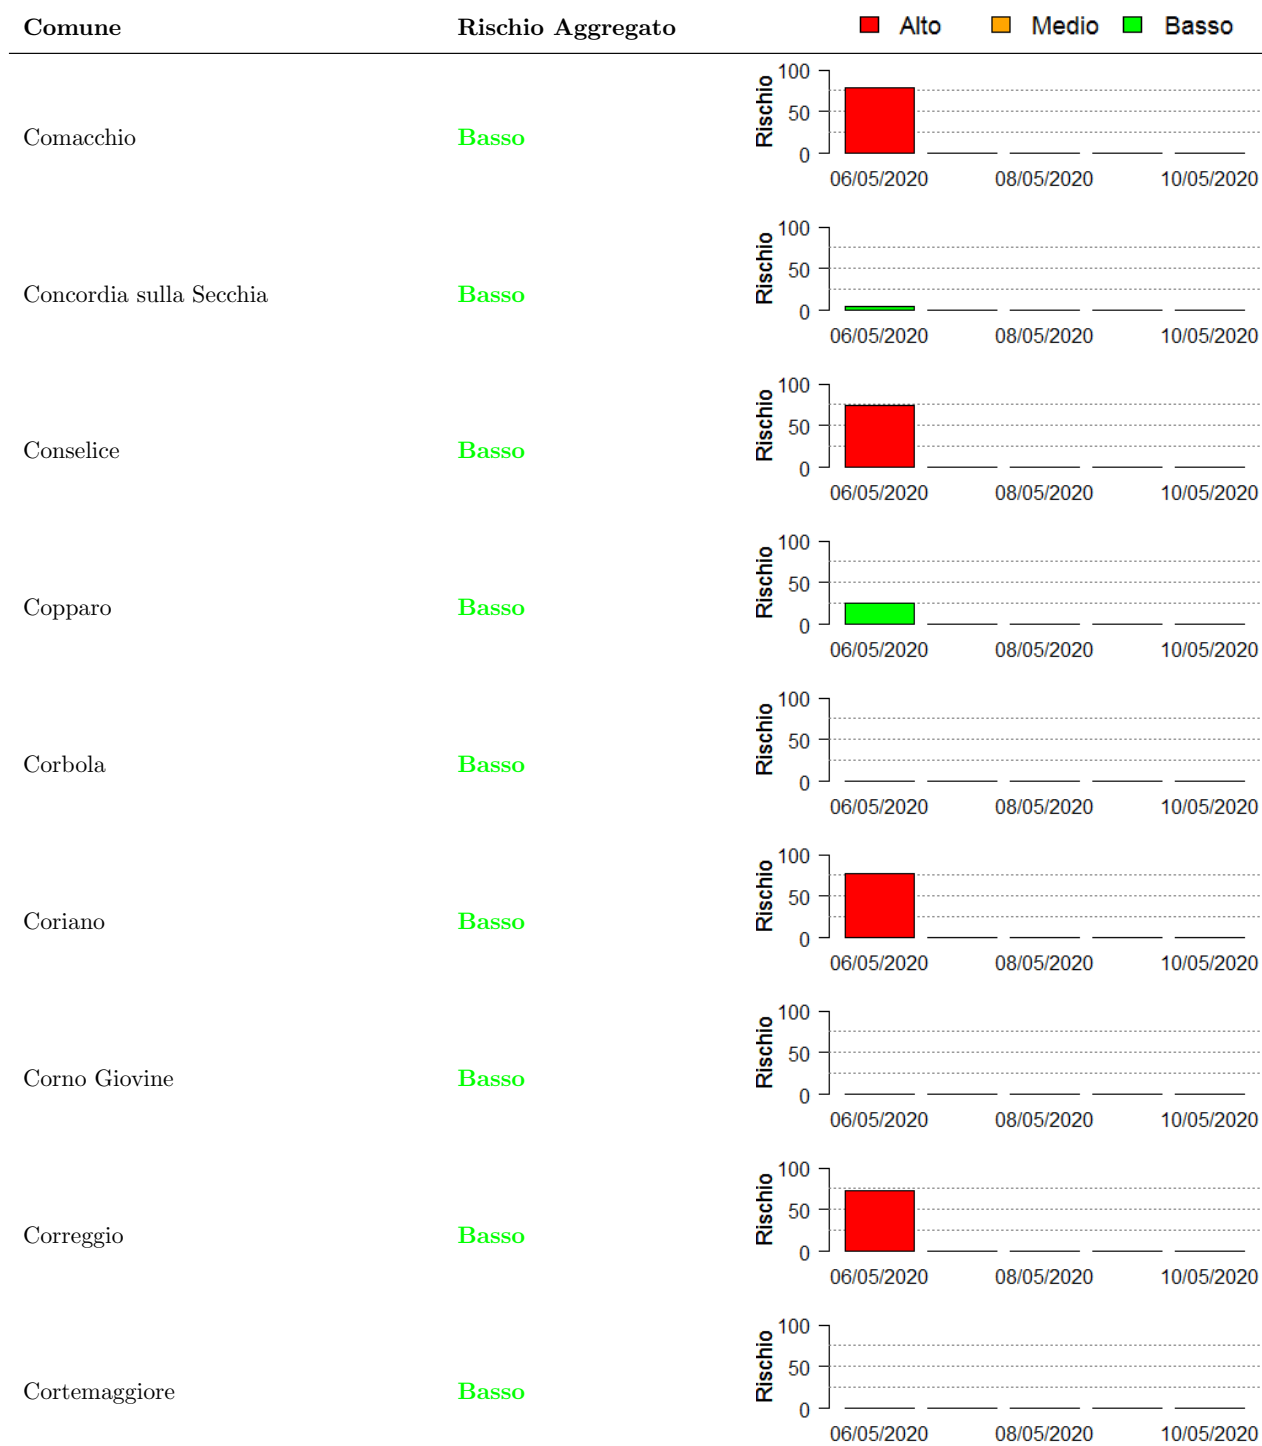 Comune Rischio Aggregato Alto Medio Basso
Comacchio Basso Rischio 100 50 0
06/05/2020 08/05/2020 10/05/2020
Concordia sulla Secchia Basso Rischio 100 50 0
06/05/2020 08/05/2020 10/05/2020
Conselice Basso Rischio 100 50 0
06/05/2020 08/05/2020 10/05/2020
Copparo Basso Rischio 100 50 0
06/05/2020 08/05/2020 10/05/2020
Corbola Basso Rischio 100 50 0
06/05/2020 08/05/2020 10/05/2020
Coriano Basso Rischio 100 50 0
06/05/2020 08/05/2020 10/05/2020
Corno Giovine Basso Rischio 100 50 0
06/05/2020 08/05/2020 10/05/2020
Correggio Basso Rischio 100 50 0
06/05/2020 08/05/2020 10/05/2020
Cortemaggiore Basso Rischio 100 50 0
06/05/2020 08/05/2020 10/05/2020